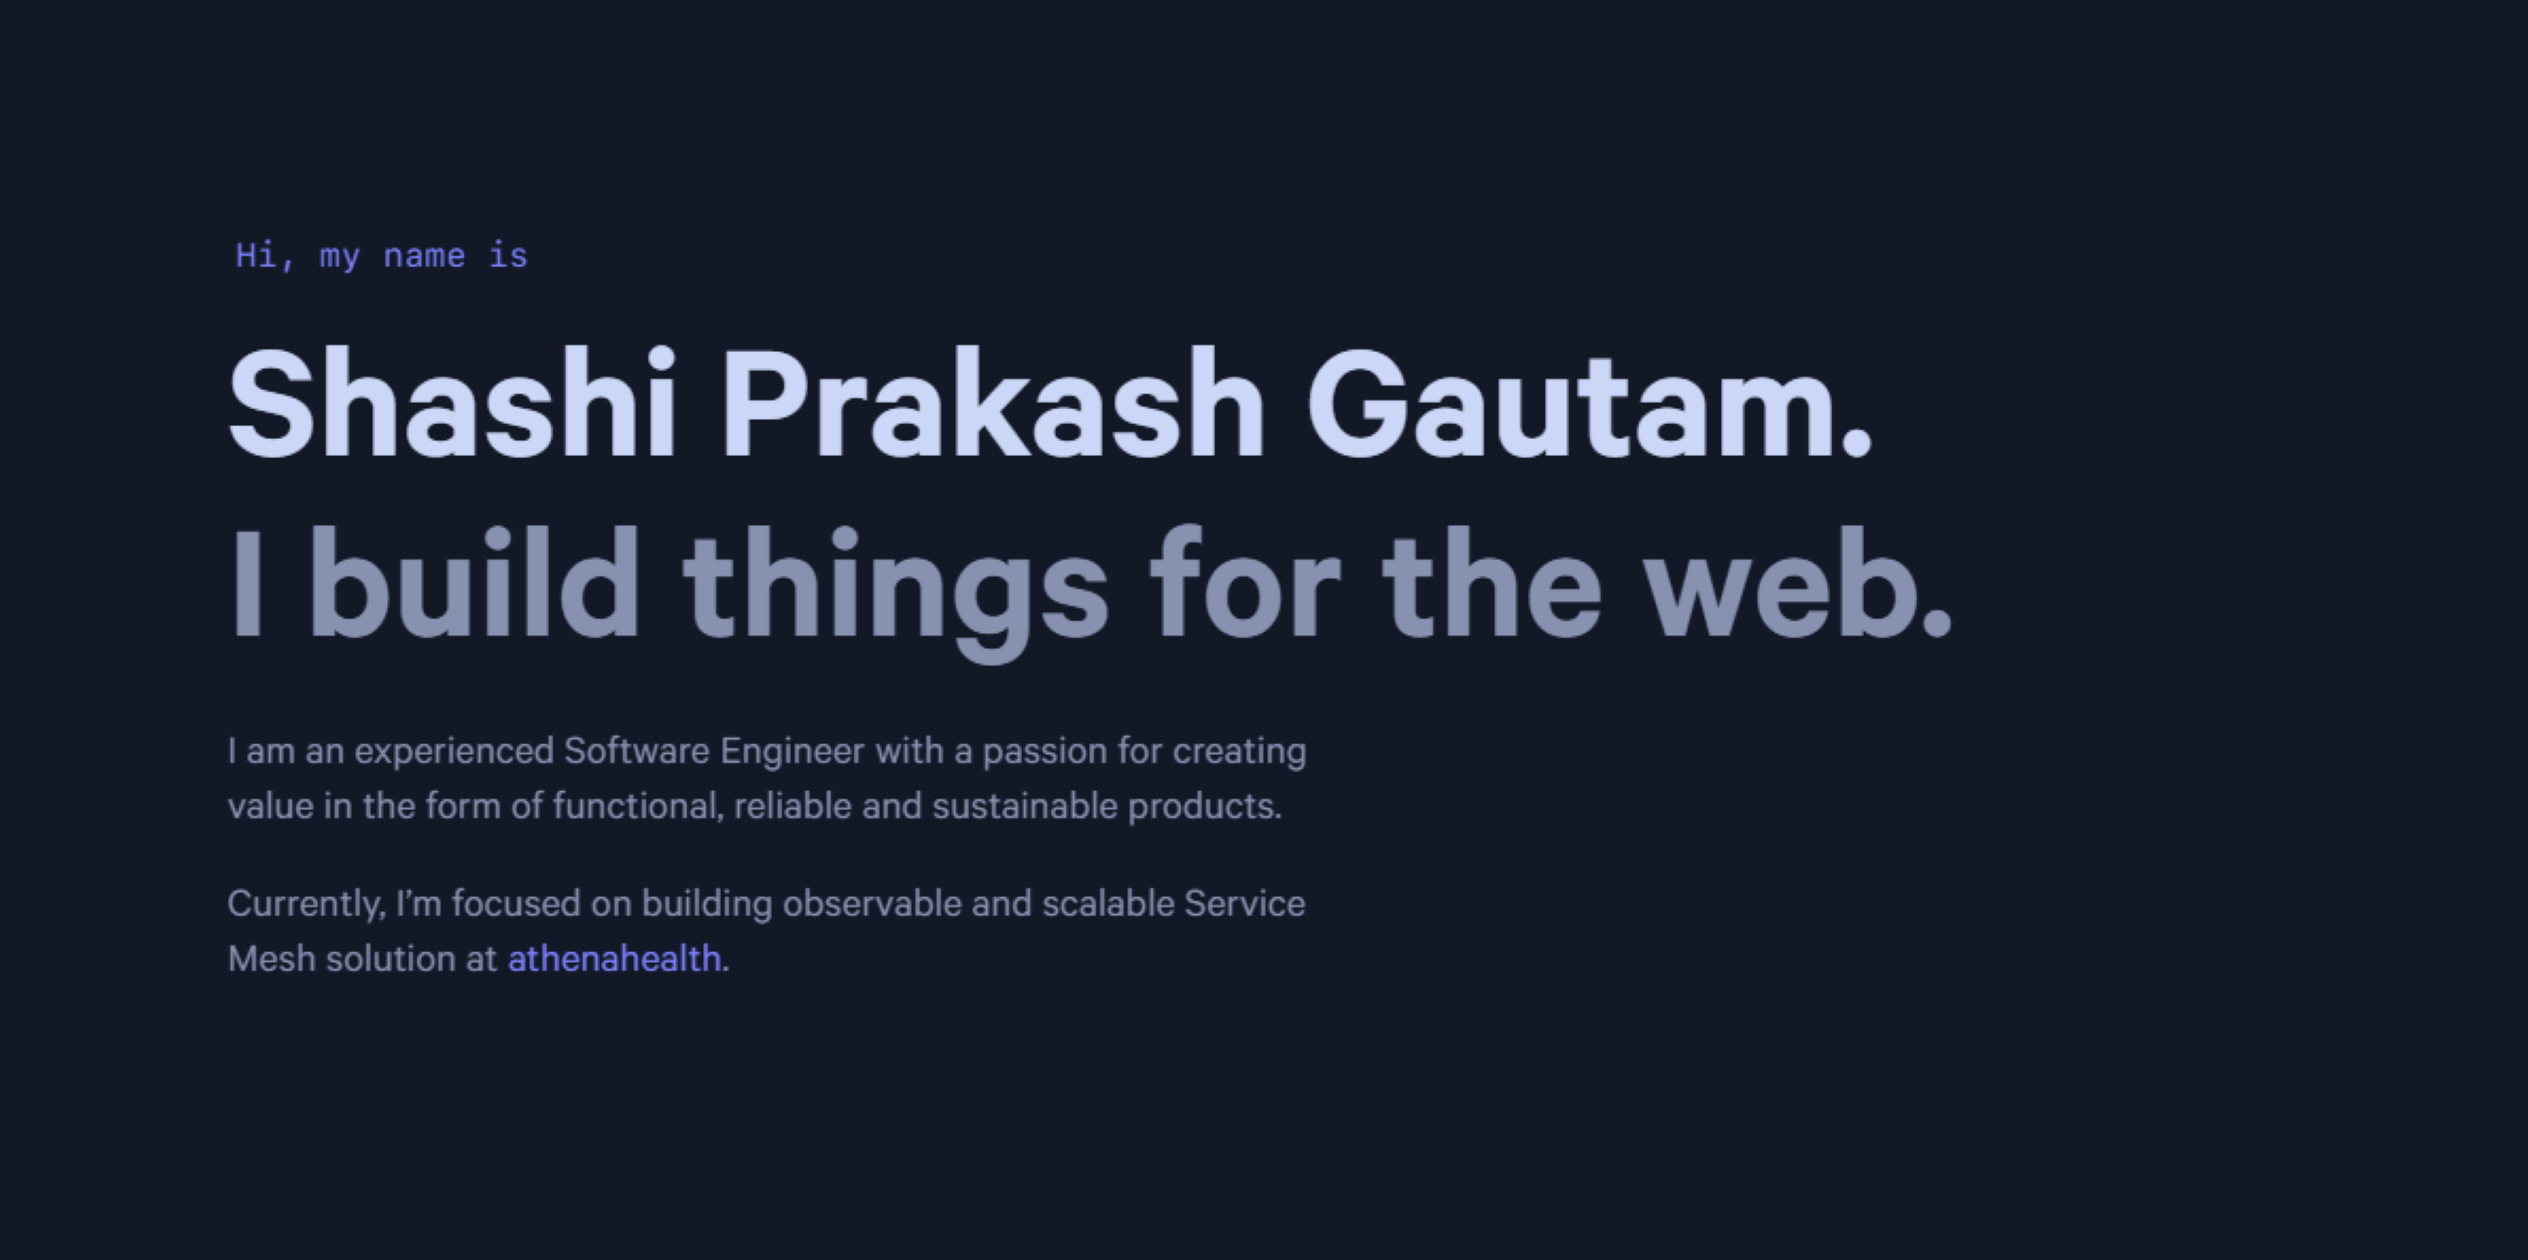 Hi, my name is
Shashi Prakash Gautam.
I build things for the web.
I am an experienced Software Engineer with a passion for creating
value in the form of functional, reliable and sustainable products.
Currently, I’m focused on building observable and scalable Service
Mesh solution at athenahealth.